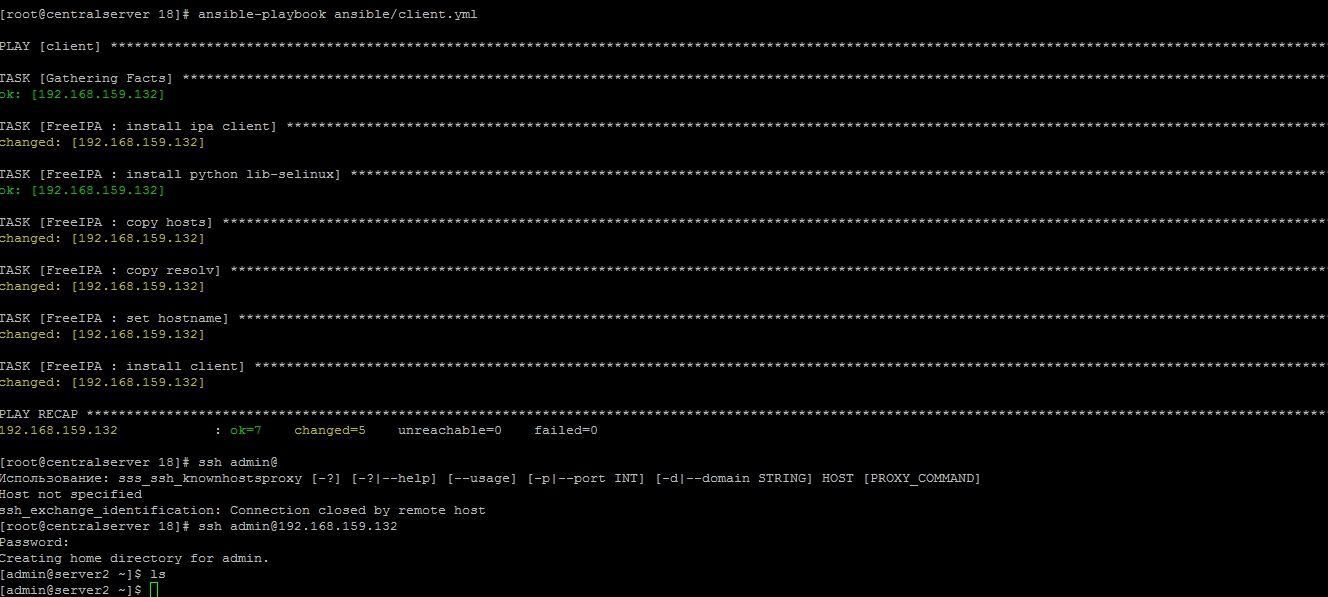 [root@centralserver 18]# ansible-playbook ansible/client.yml
PLAY [client] ********************************************************************************************************************************************************
TASK [Gathering Facts] ***********************************************************************************************************************************************
ok: [192.168.159.132]
TASK [FreeIPA : install ipa client] **********************************************************************************************************************************
changed: [192.168.159.132]
TASK [FreeIPA : install python lib-selinux] **************************************************************************************************************************
ok: [192.168.159.132]
TASK [FreeIPA : copy hosts] ******************************************************************************************************************************************
changed: [192.168.159.132]
TASK [FreeIPA : copy resolv] *****************************************************************************************************************************************
changed: [192.168.159.132]
TASK [FreeIPA : set hostname] ****************************************************************************************************************************************
changed: [192.168.159.132]
TASK [FreeIPA : install client] **************************************************************************************************************************************
changed: [192.168.159.132]
PLAY RECAP ***********************************************************************************************************************************************************
192.168.159.132 : ok=7 changed=5 unreachable=0 failed=0
[root@centralserver 18]# ssh admin@
Использование: sss_ssh_knownhostsproxy [-?] [-?|--help] [--usage] [-p|--port INT] [-d|--domain STRING] HOST [PROXY_COMMAND]
Host not specified
ssh_exchange_identification: Connection closed by remote host
[root@centralserver 18]# ssh admin@192.168.159.132
Password:
Creating home directory for admin.
[admin@server2 ~]$ ls
[admin@server2 ~]$